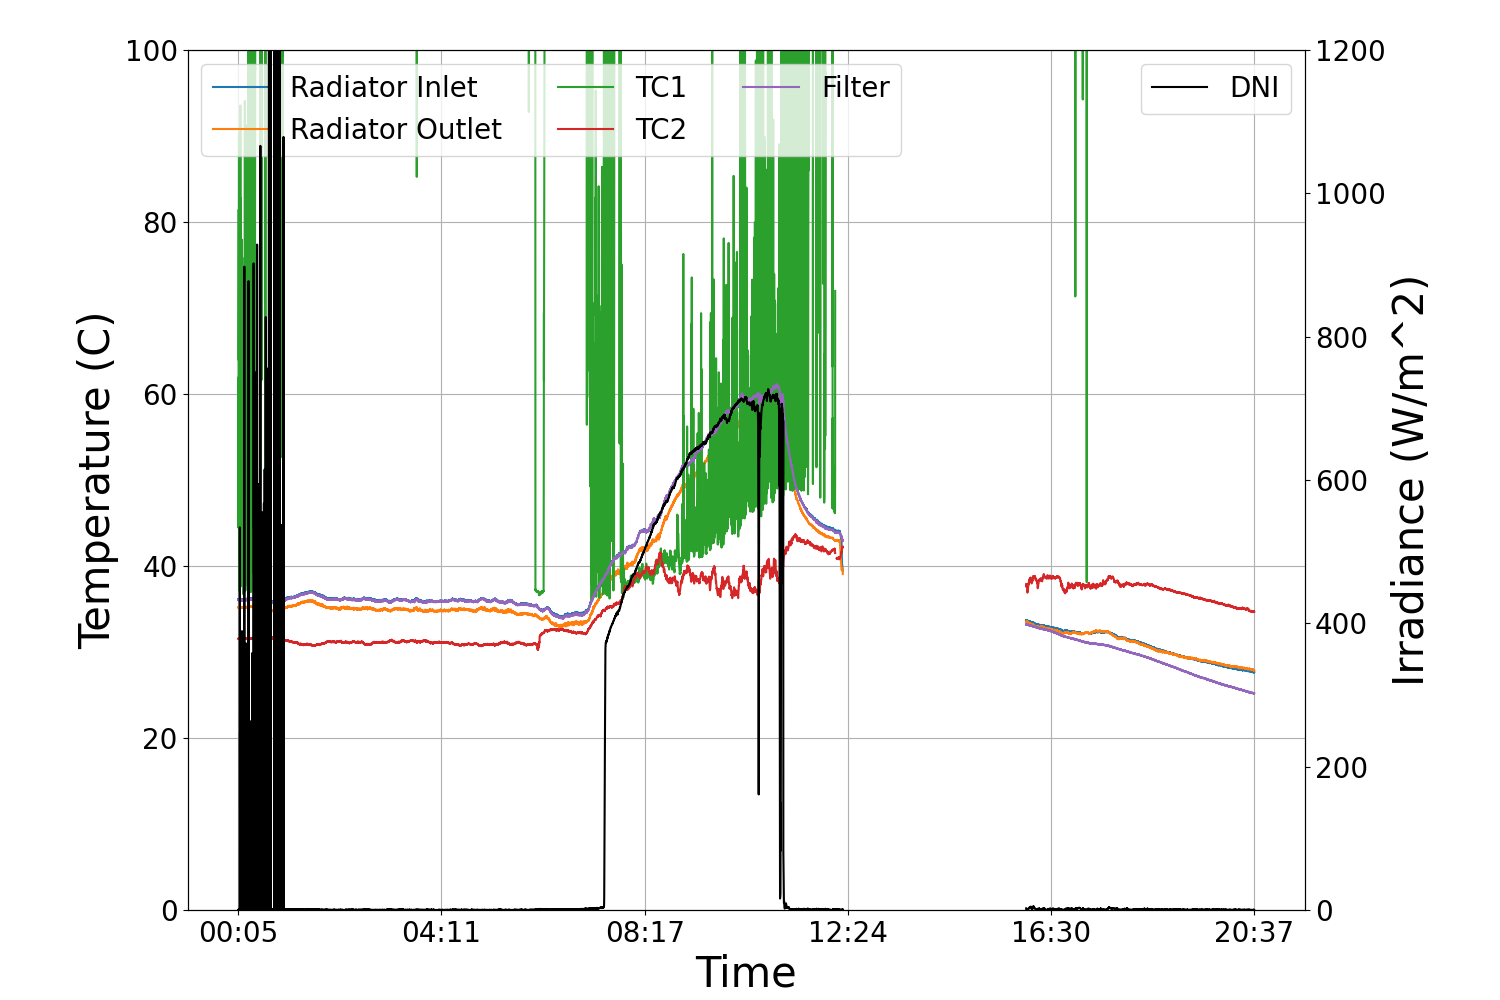 100
80
60
40
20
0
Temperature (C)
Radiator Inlet
Radiator Outlet
TC1
TC2
Filter
DNI
1200
1000
800
600
400
200
0
Irradiance (W/m^2)
00:05 04:11 08:17 12:24 16:30 20:37
Time